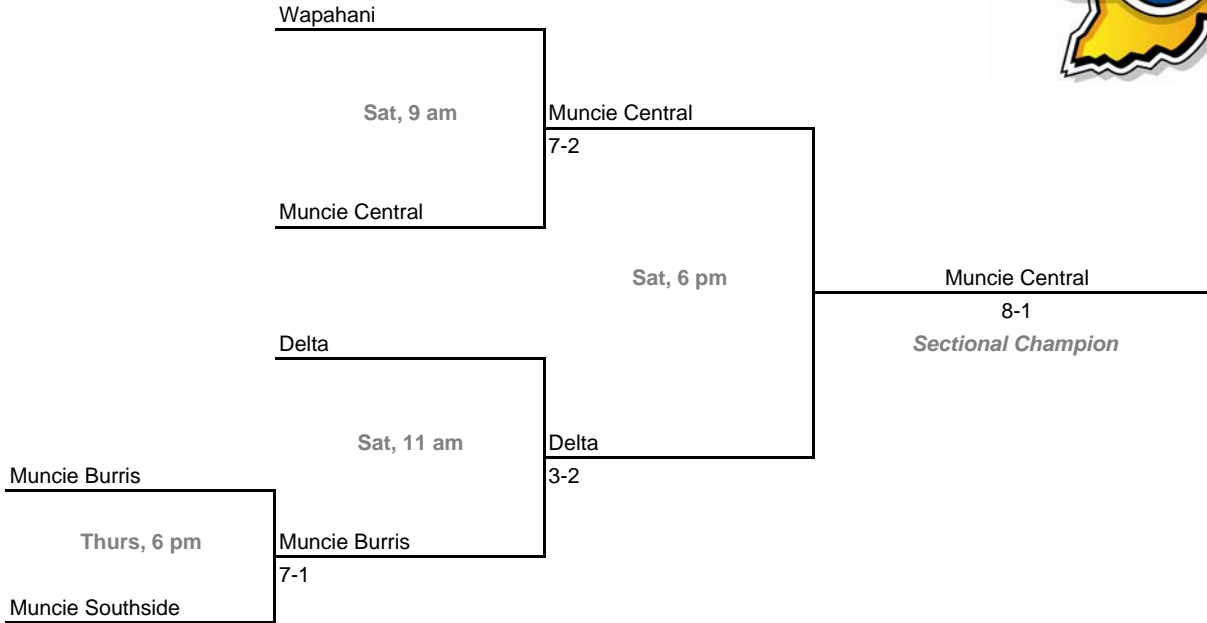 Wapahani
Sat, 9 am
Muncie Central
7-2
Muncie Central
Sat, 6 pm
Muncie Central
8-1
Sectional Champion
Delta
Sat, 11 am
Delta
3-2
Muncie Burris
Thurs, 6 pm
Muncie Burris
7-1
Muncie Southside